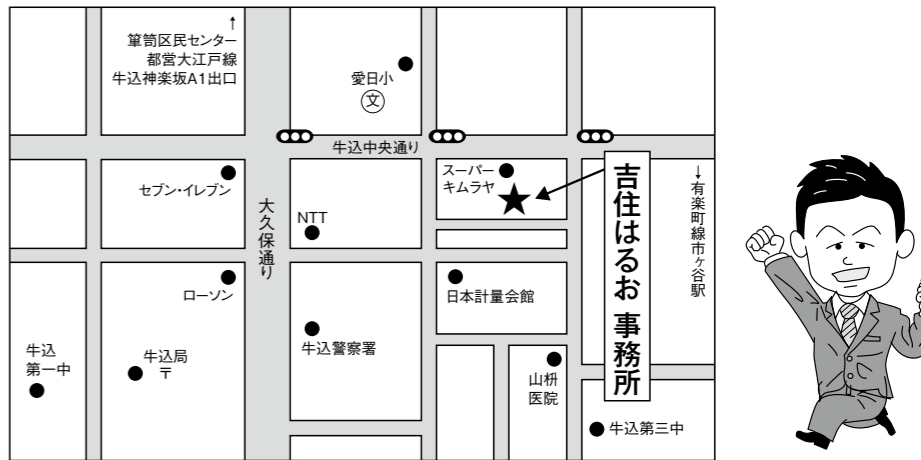 ↑
簞笥区民センター
都営大江戸線
牛込神楽坂A1出口
愛日小
文
牛込中央通り
セブン・イレブン
大久保通り
NTT
スーパー
キムラヤ
吉住はるお 事務所
↓有楽町線市ヶ谷駅
ローソン
日本計量会館
牛込
第一中
牛込局
〒
牛込警察署
山枡
医院
牛込第三中